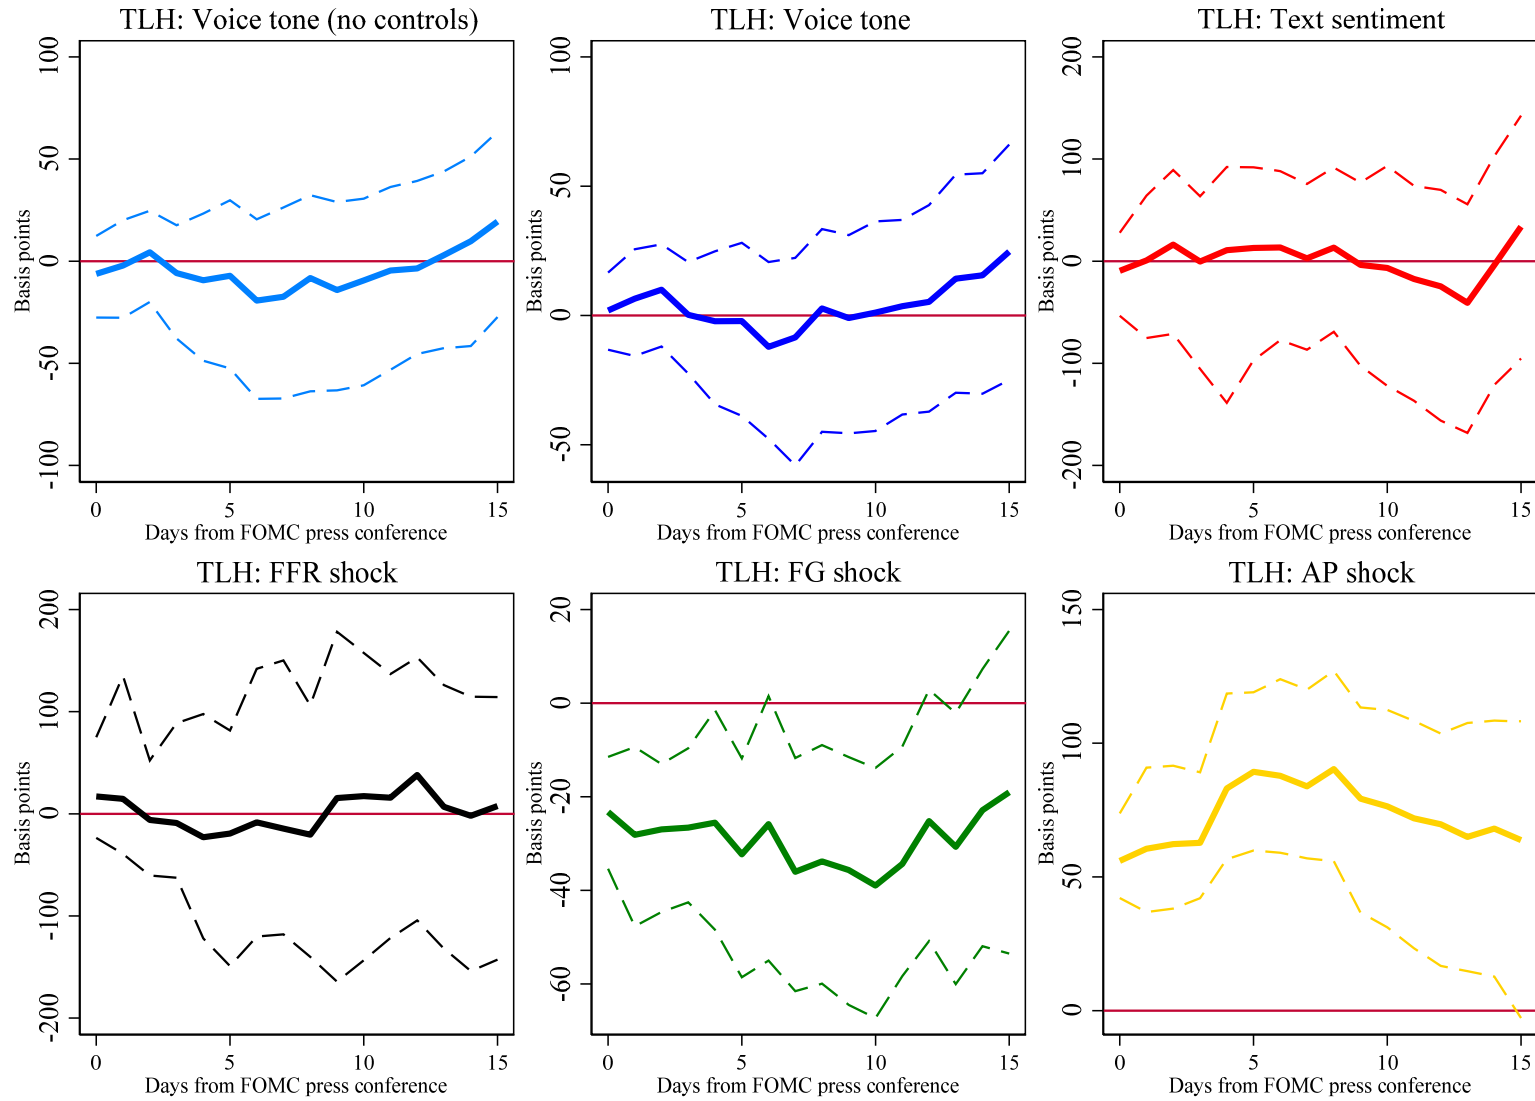 TLH: Voice tone (no controls)
100
50
0
-50
-100
Basis points
0 5 10 15
Days from FOMC press conference
TLH: Voice tone
100
50
0
-50
Basis points
0 5 10 15
Days from FOMC press conference
TLH: Text sentiment
200
100
0
-100
-200
Basis points
0 5 10 15
Days from FOMC press conference
TLH: FFR shock
200
100
0
-100
-200
Basis points
0 5 10 15
Days from FOMC press conference
TLH: FG shock
20
0
-20
-40
-60
Basis points
0 5 10 15
Days from FOMC press conference
TLH: AP shock
150
100
50
0
Basis points
0 5 10 15
Days from FOMC press conference